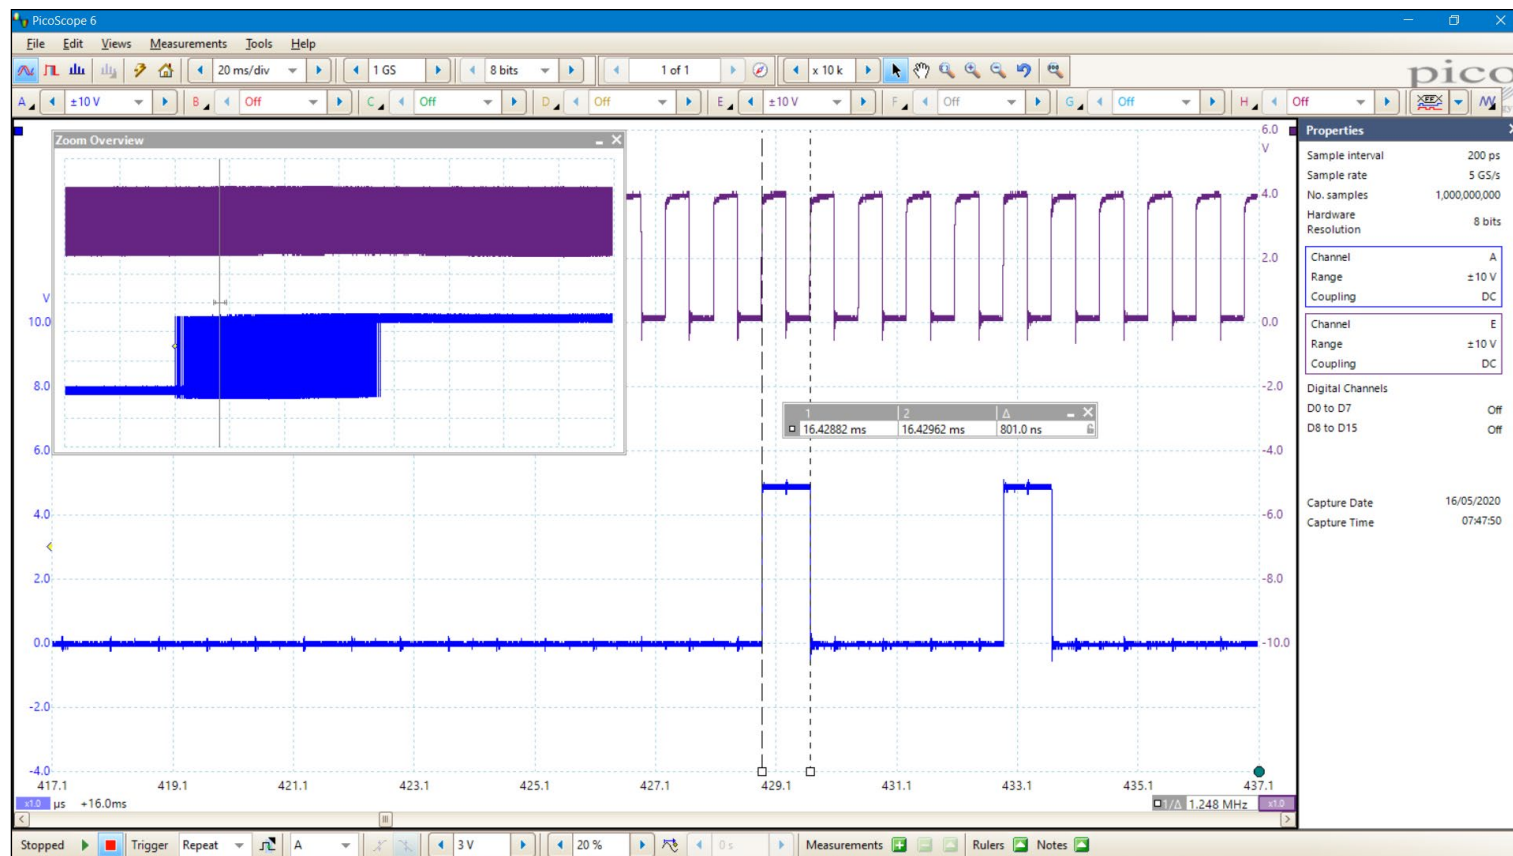 PicoScope 6
File Edit Views Measurements Tools Help
20 ms/div 1 GS 8 bits 1 of 1 x 10 k
pico
A ±10 V B Off C Off D Off E ±10 V F Off G Off H Off
Zoom Overview
6.0
V
4.0
2.0
0.0
-2.0
-4.0
-6.0
-8.0
-10.0
V
10.0
8.0
6.0
4.0
2.0
0.0
-2.0
-4.0
1 2 Δ
16.42882 ms 16.42962 ms 801.0 ns
417.1 419.1 421.1 423.1 425.1 427.1 429.1 431.1 433.1 435.1 437.1
x1.0 µs +16.0ms
1/Δ 1.248 MHz x1.0
Properties
Sample interval 200 ps
Sample rate 5 GS/s
No. samples 1,000,000,000
Hardware
Resolution 8 bits
Channel A
Range ±10 V
Coupling DC
Channel E
Range ±10 V
Coupling DC
Digital Channels
D0 to D7 Off
D8 to D15 Off
Capture Date 16/05/2020
Capture Time 07:47:50
Stopped Trigger Repeat A 3 V 20 % 0 s Measurements Rulers Notes